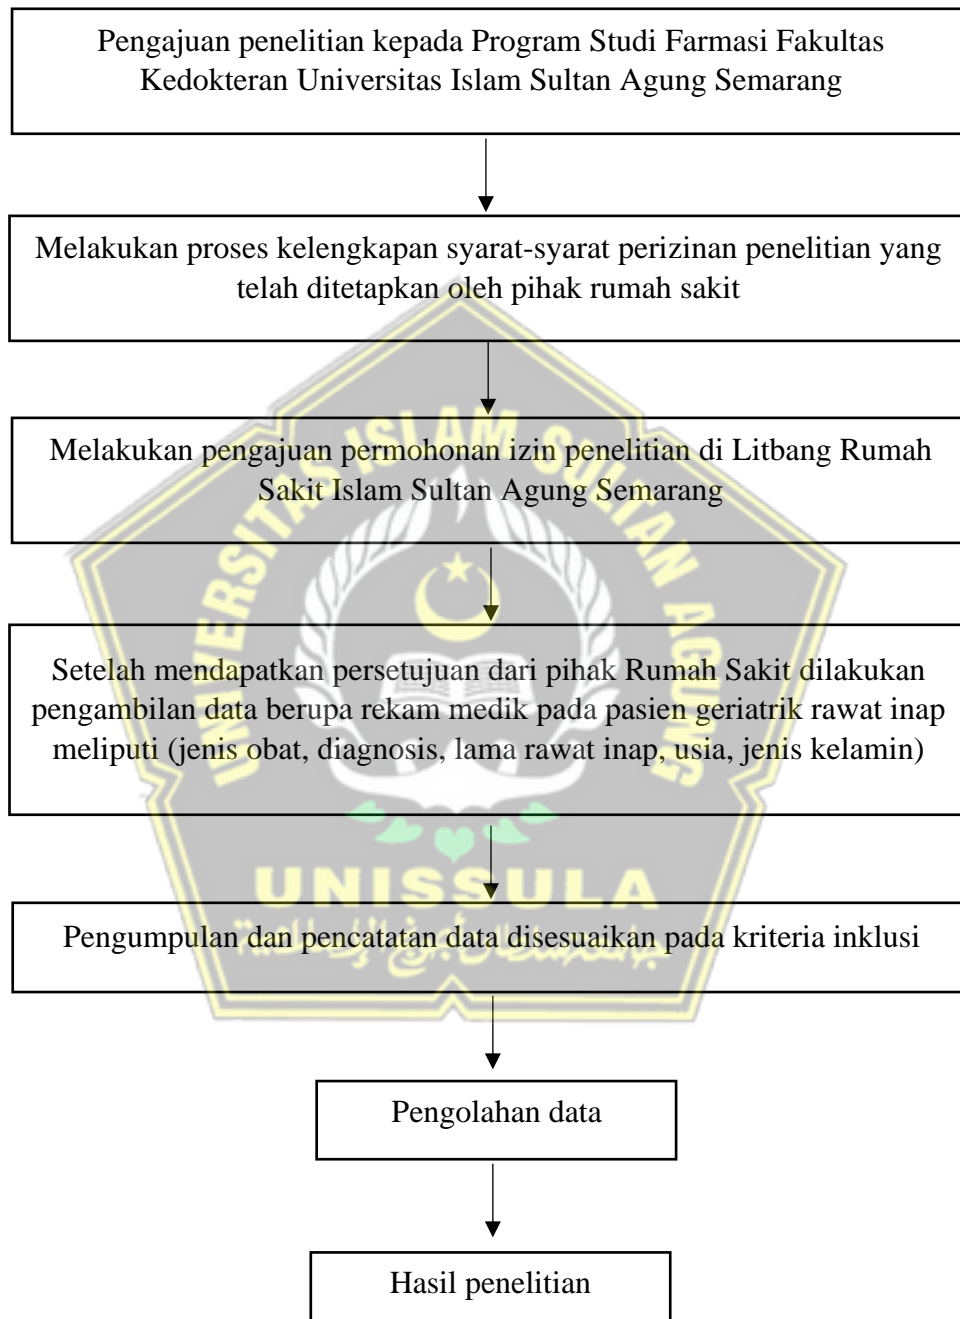 Pengajuan penelitian kepada Program Studi Farmasi Fakultas
Kedokteran Universitas Islam Sultan Agung Semarang
Melakukan proses kelengkapan syarat-syarat perizinan penelitian yang
telah ditetapkan oleh pihak rumah sakit
Melakukan pengajuan permohonan izin penelitian di Litbang Rumah
Sakit Islam Sultan Agung Semarang
UNIVERSITAS ISLAM SULTAN AGUNG
Setelah mendapatkan persetujuan dari pihak Rumah Sakit dilakukan
pengambilan data berupa rekam medik pada pasien geriatrik rawat inap
meliputi (jenis obat, diagnosis, lama rawat inap, usia, jenis kelamin)
UNISSULA
Pengumpulan dan pencatatan data disesuaikan pada kriteria inklusi
Pengolahan data
Hasil penelitian